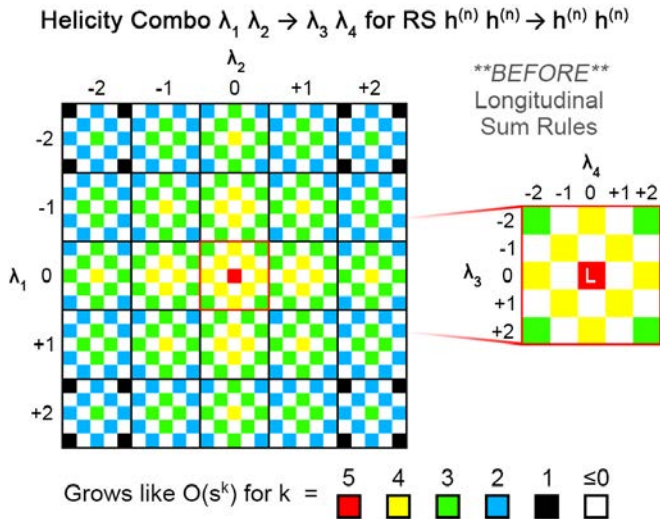 Helicity Combo λ₁ λ₂ → λ₃ λ₄ for RS h⁽ⁿ⁾ h⁽ⁿ⁾ → h⁽ⁿ⁾ h⁽ⁿ⁾
λ₂
-2 -1 0 +1 +2
**BEFORE**
Longitudinal
Sum Rules
-2
-1
λ₁ 0
+1
+2
λ₄
-2 -1 0 +1 +2
-2
-1
λ₃ 0 L
+1
+2
5 4 3 2 1 ≤0
Grows like O(sᵏ) for k =